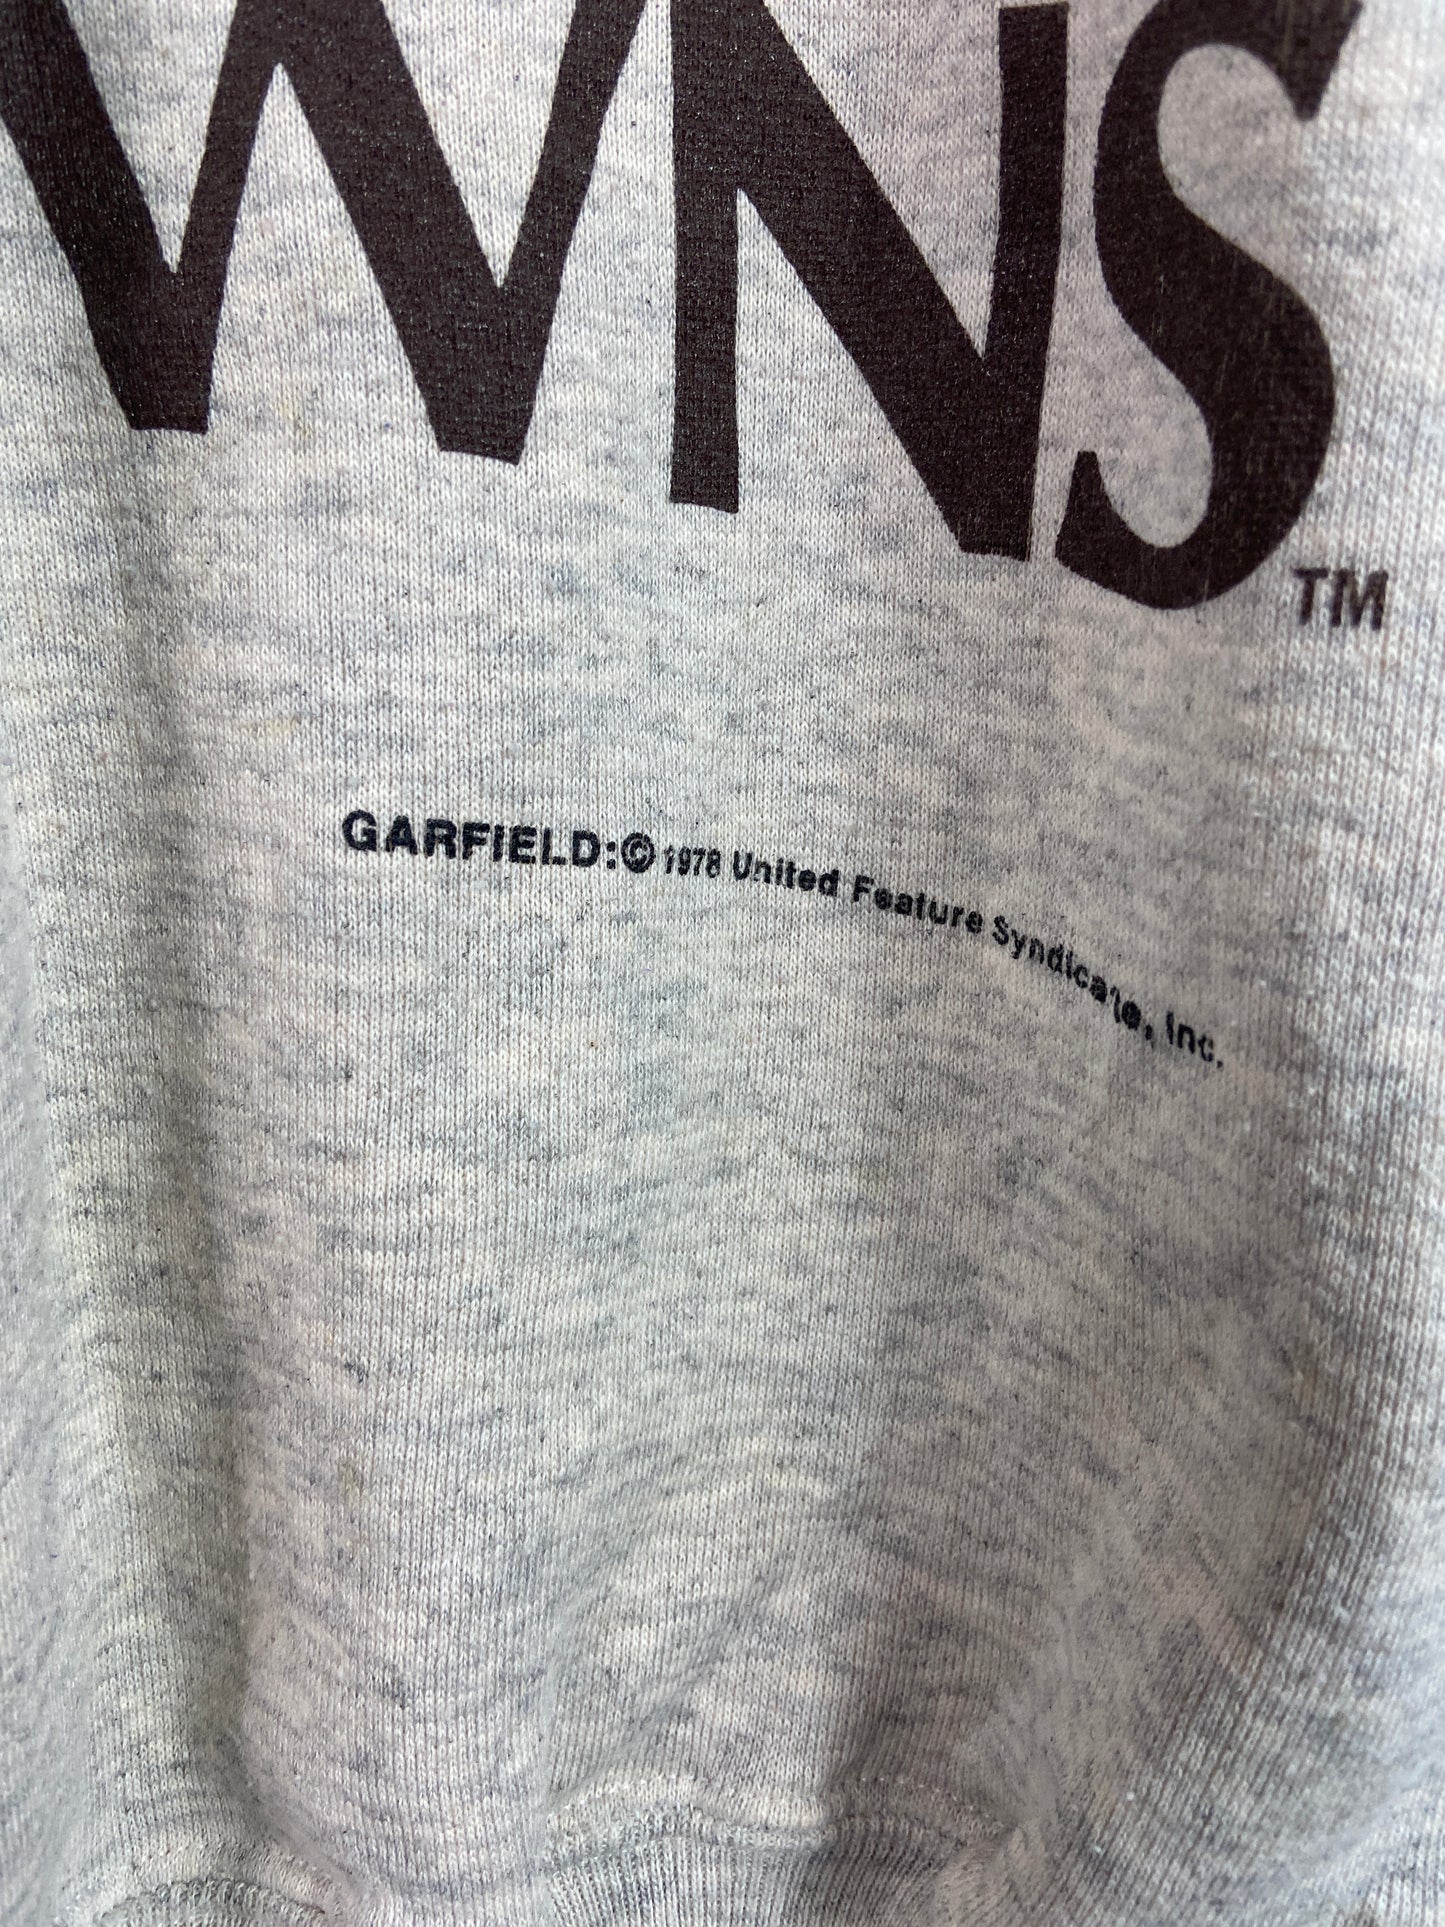 WNS
TM
GARFIELD:© 1978 United Feature Syndicate, Inc.